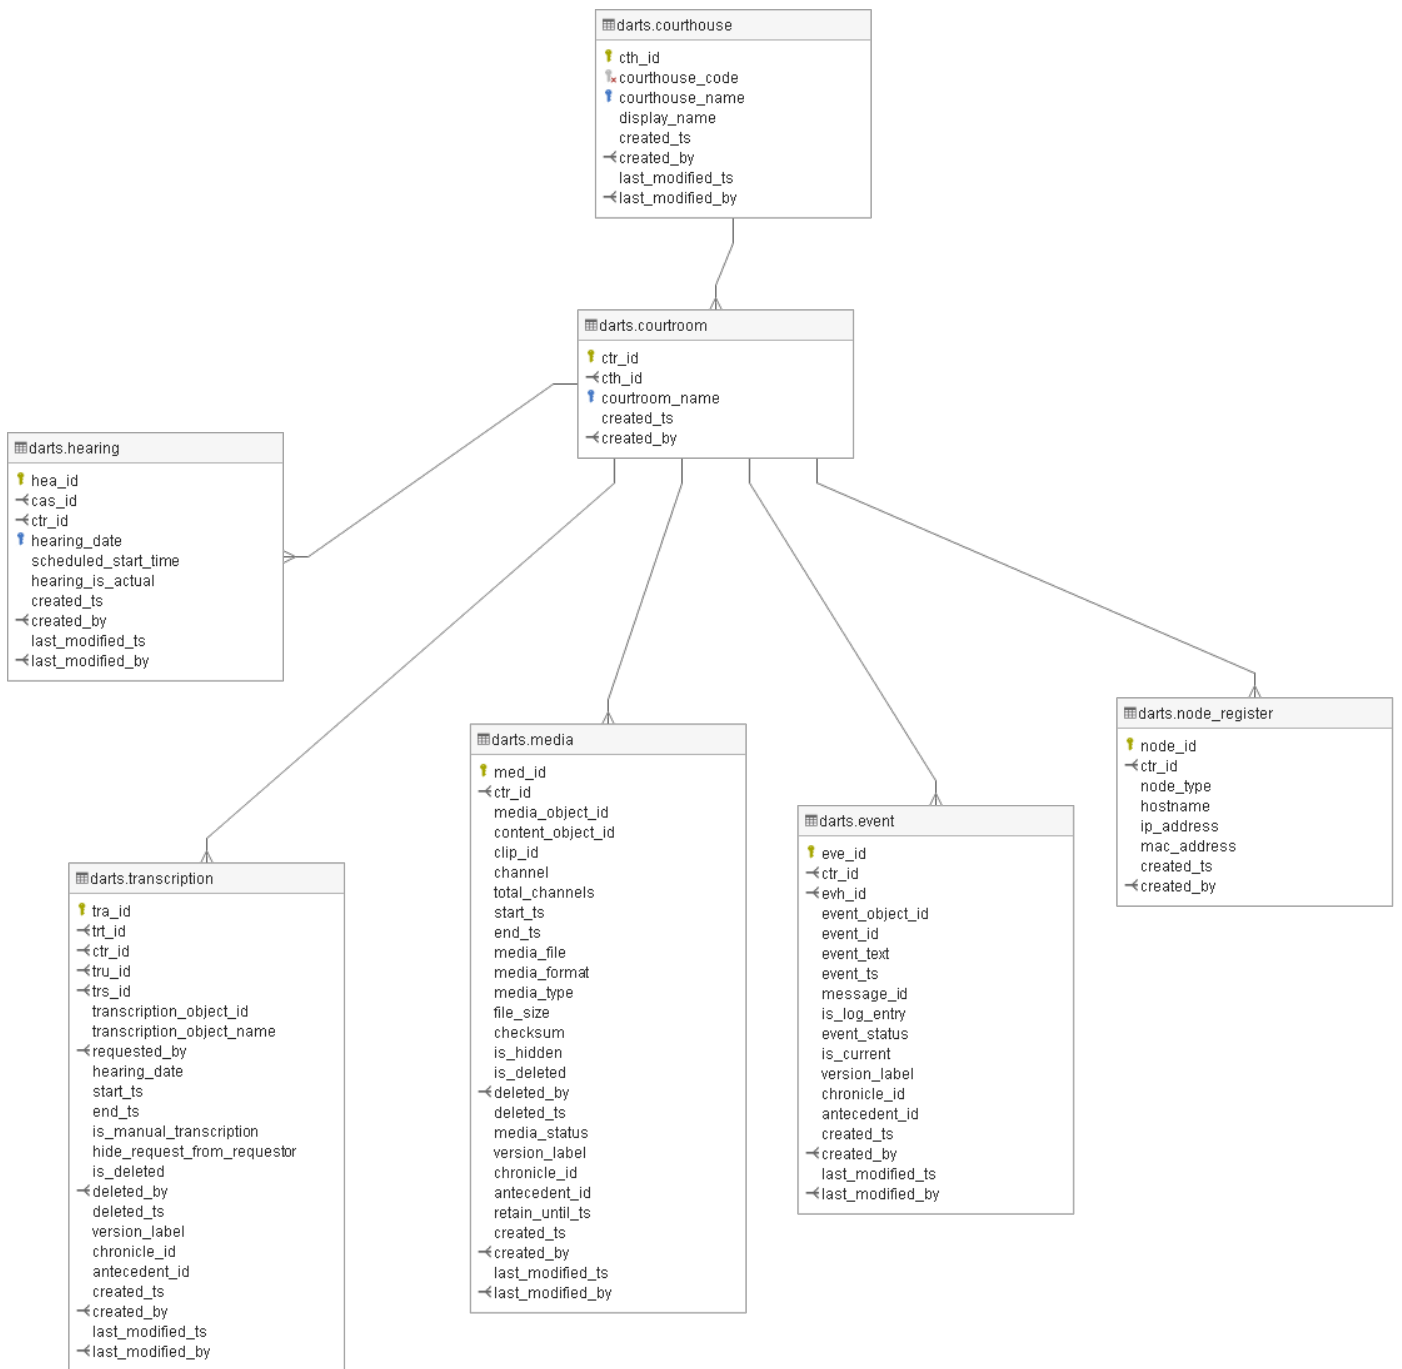 darts.courthouse
cth_id
courthouse_code
courthouse_name
display_name
created_ts
created_by
last_modified_ts
last_modified_by
darts.courtroom
ctr_id
cth_id
courtroom_name
created_ts
created_by
darts.hearing
hea_id
cas_id
ctr_id
hearing_date
scheduled_start_time
hearing_is_actual
created_ts
created_by
last_modified_ts
last_modified_by
darts.transcription
tra_id
trt_id
ctr_id
tru_id
trs_id
transcription_object_id
transcription_object_name
requested_by
hearing_date
start_ts
end_ts
is_manual_transcription
hide_request_from_requestor
is_deleted
deleted_by
deleted_ts
version_label
chronicle_id
antecedent_id
created_ts
created_by
last_modified_ts
last_modified_by
darts.media
med_id
ctr_id
media_object_id
content_object_id
clip_id
channel
total_channels
start_ts
end_ts
media_file
media_format
media_type
file_size
checksum
is_hidden
is_deleted
deleted_by
deleted_ts
media_status
version_label
chronicle_id
antecedent_id
retain_until_ts
created_ts
created_by
last_modified_ts
last_modified_by
darts.event
eve_id
ctr_id
evh_id
event_object_id
event_id
event_text
event_ts
message_id
is_log_entry
event_status
is_current
version_label
chronicle_id
antecedent_id
created_ts
created_by
last_modified_ts
last_modified_by
darts.node_register
node_id
ctr_id
node_type
hostname
ip_address
mac_address
created_ts
created_by